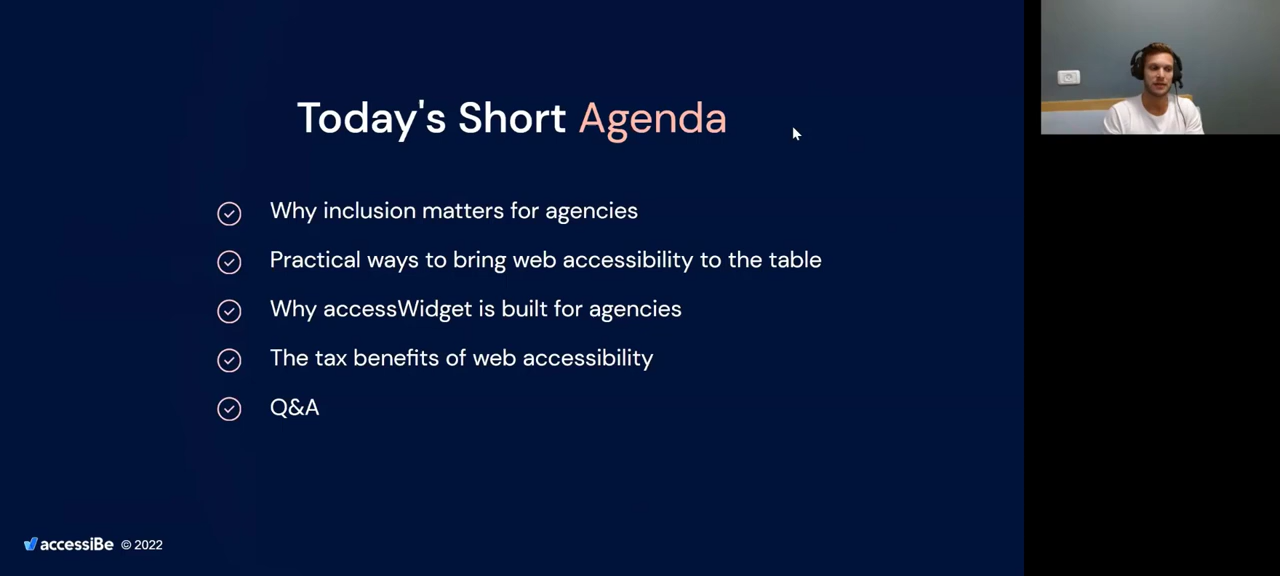 Today's Short Agenda
Why inclusion matters for agencies
Practical ways to bring web accessibility to the table
Why accessWidget is built for agencies
The tax benefits of web accessibility
Q&A
accessiBe © 2022